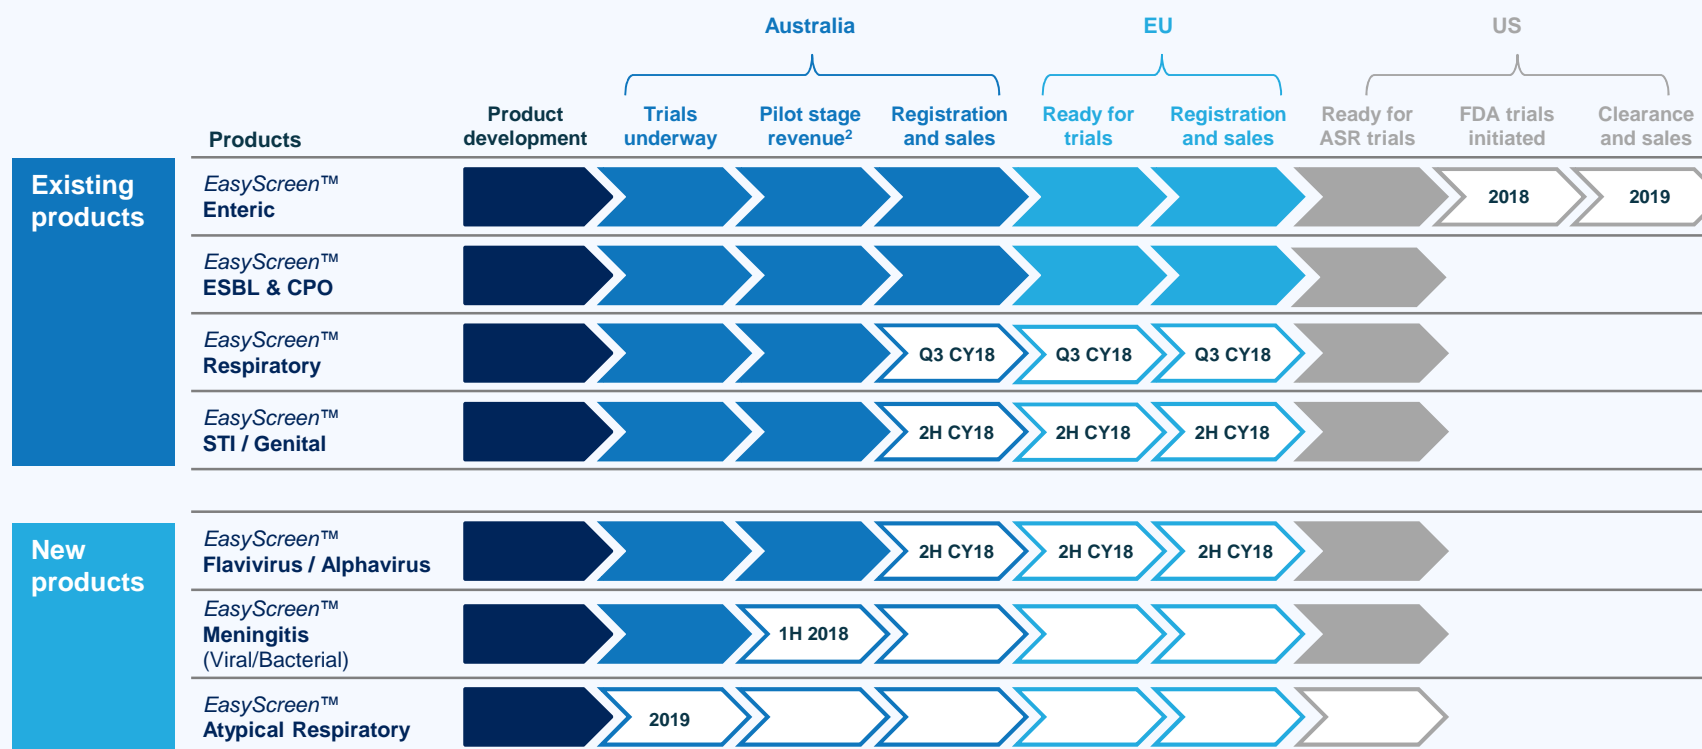 Australia
EU
US
Products
Product
development
Trials
underway
Pilot stage
revenue2
Registration
and sales
Ready for
trials
Registration
and sales
Ready for
ASR trials
FDA trials
initiated
Clearance
and sales
Existing
products
EasyScreen™
Enteric
2018
2019
EasyScreen™
ESBL & CPO
EasyScreen™
Respiratory
Q3 CY18
Q3 CY18
Q3 CY18
EasyScreen™
STI / Genital
2H CY18
2H CY18
2H CY18
New
products
EasyScreen™
Flavivirus / Alphavirus
2H CY18
2H CY18
2H CY18
EasyScreen™
Meningitis
(Viral/Bacterial)
1H 2018
EasyScreen™
Atypical Respiratory
2019